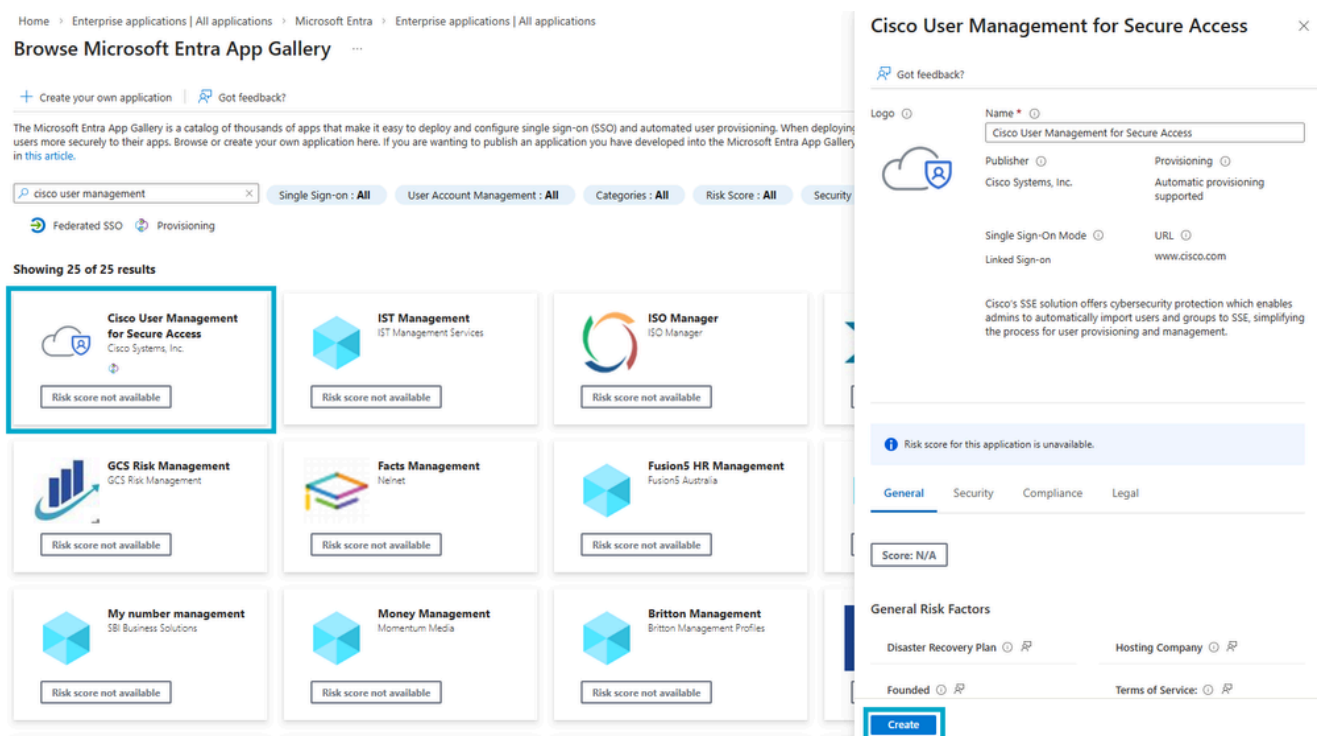 Home > Enterprise applications | All applications > Microsoft Entra > Enterprise applications | All applications
Browse Microsoft Entra App Gallery ...
+ Create your own application | Got feedback?
The Microsoft Entra App Gallery is a catalog of thousands of apps that make it easy to deploy and configure single sign-on (SSO) and automated user provisioning. When deploying
users more securely to their apps. Browse or create your own application here. If you are wanting to publish an application you have developed into the Microsoft Entra App Gallery
in this article.
cisco user management
Single Sign-on : All
User Account Management : All
Categories : All
Risk Score : All
Security
Federated SSO
Provisioning
Showing 25 of 25 results
Cisco User Management
for Secure Access
Cisco Systems, Inc.
Risk score not available
IST Management
IST Management Services
Risk score not available
ISO Manager
ISO Manager
Risk score not available
GCS Risk Management
GCS Risk Management
Risk score not available
Facts Management
Nelnet
Risk score not available
Fusion5 HR Management
Fusion5 Australia
Risk score not available
My number management
SBI Business Solutions
Risk score not available
Money Management
Momentum Media
Risk score not available
Britton Management
Britton Management Profiles
Risk score not available
Cisco User Management for Secure Access
Got feedback?
Logo
Name *
Cisco User Management for Secure Access
Publisher
Cisco Systems, Inc.
Provisioning
Automatic provisioning
supported
Single Sign-On Mode
Linked Sign-on
URL
www.cisco.com
Cisco's SSE solution offers cybersecurity protection which enables
admins to automatically import users and groups to SSE, simplifying
the process for user provisioning and management.
Risk score for this application is unavailable.
General
Security
Compliance
Legal
Score: N/A
General Risk Factors
Disaster Recovery Plan
Hosting Company
Founded
Terms of Service:
Create